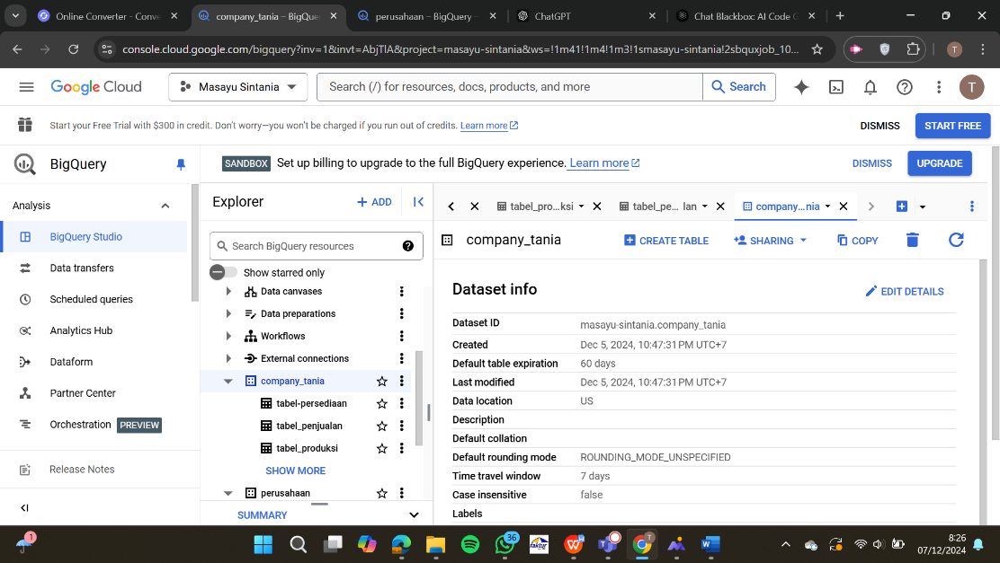 Online Converter - Conve
company_tania – BigQue
perusahaan – BigQuery –
ChatGPT
Chat Blackbox: AI Code G
console.cloud.google.com/bigquery?inv=1&invt=AbjTlA&project=masayu-sintania&ws=!1m41!1m4!1m3!1smasayu-sintania!2sbquxjob_10...
T
Google Cloud
Masayu Sintania
Search (/) for resources, docs, products, and more
Search
T
Start your Free Trial with $300 in credit. Don't worry—you won't be charged if you run out of credits. Learn more
DISMISS
START FREE
BigQuery
SANDBOX Set up billing to upgrade to the full BigQuery experience. Learn more
DISMISS
UPGRADE
Analysis
BigQuery Studio
Data transfers
Scheduled queries
Analytics Hub
Dataform
Partner Center
Orchestration PREVIEW
Release Notes
Explorer
+ ADD
Search BigQuery resources
Show starred only
Data canvases
Data preparations
Workflows
External connections
company_tania
tabel-persediaan
tabel_penjualan
tabel_produksi
SHOW MORE
perusahaan
SUMMARY
tabel_pro...ksi
tabel_pe... lan
company...nia
company_tania
CREATE TABLE
SHARING
COPY
Dataset info
EDIT DETAILS
Dataset ID masayu-sintania.company_tania
Created Dec 5, 2024, 10:47:31 PM UTC+7
Default table expiration 60 days
Last modified Dec 5, 2024, 10:47:31 PM UTC+7
Data location US
Description
Default collation
Default rounding mode ROUNDING_MODE_UNSPECIFIED
Time travel window 7 days
Case insensitive false
Labels
1
36
8:26
07/12/2024